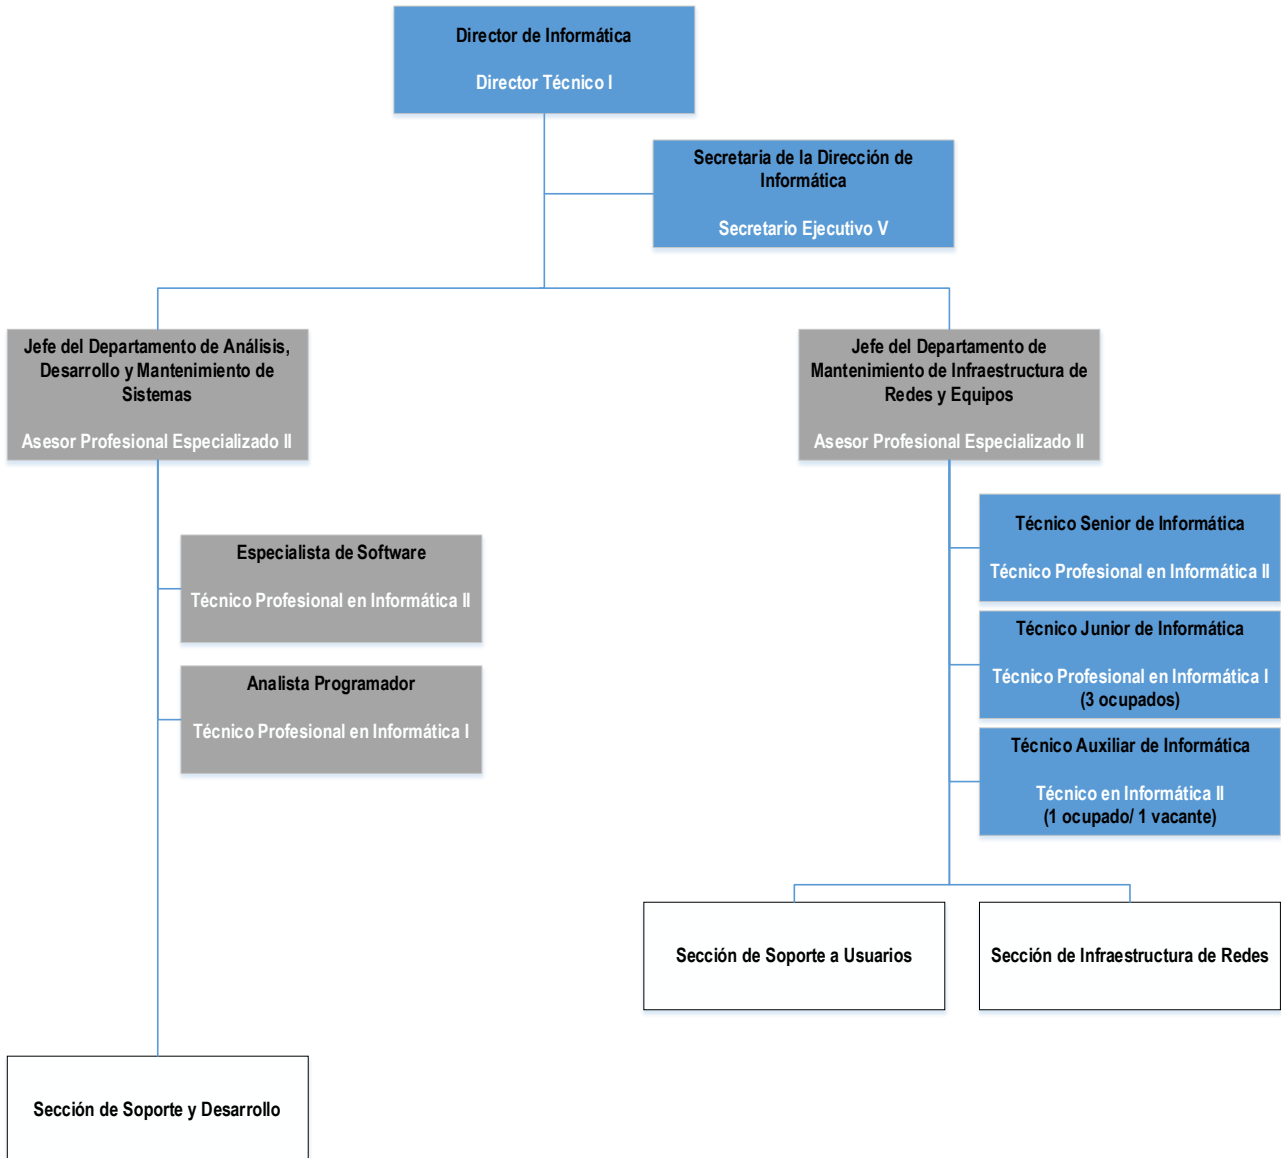 Director de Informática
Director Técnico I
Secretaria de la Dirección de
Informática
Secretario Ejecutivo V
Jefe del Departamento de Análisis,
Desarrollo y Mantenimiento de
Sistemas
Asesor Profesional Especializado II
Jefe del Departamento de
Mantenimiento de Infraestructura de
Redes y Equipos
Asesor Profesional Especializado II
Especialista de Software
Técnico Profesional en Informática II
Analista Programador
Técnico Profesional en Informática I
Técnico Senior de Informática
Técnico Profesional en Informática II
Técnico Junior de Informática
Técnico Profesional en Informática I
(3 ocupados)
Técnico Auxiliar de Informática
Técnico en Informática II
(1 ocupado/ 1 vacante)
Sección de Soporte a Usuarios
Sección de Infraestructura de Redes
Sección de Soporte y Desarrollo